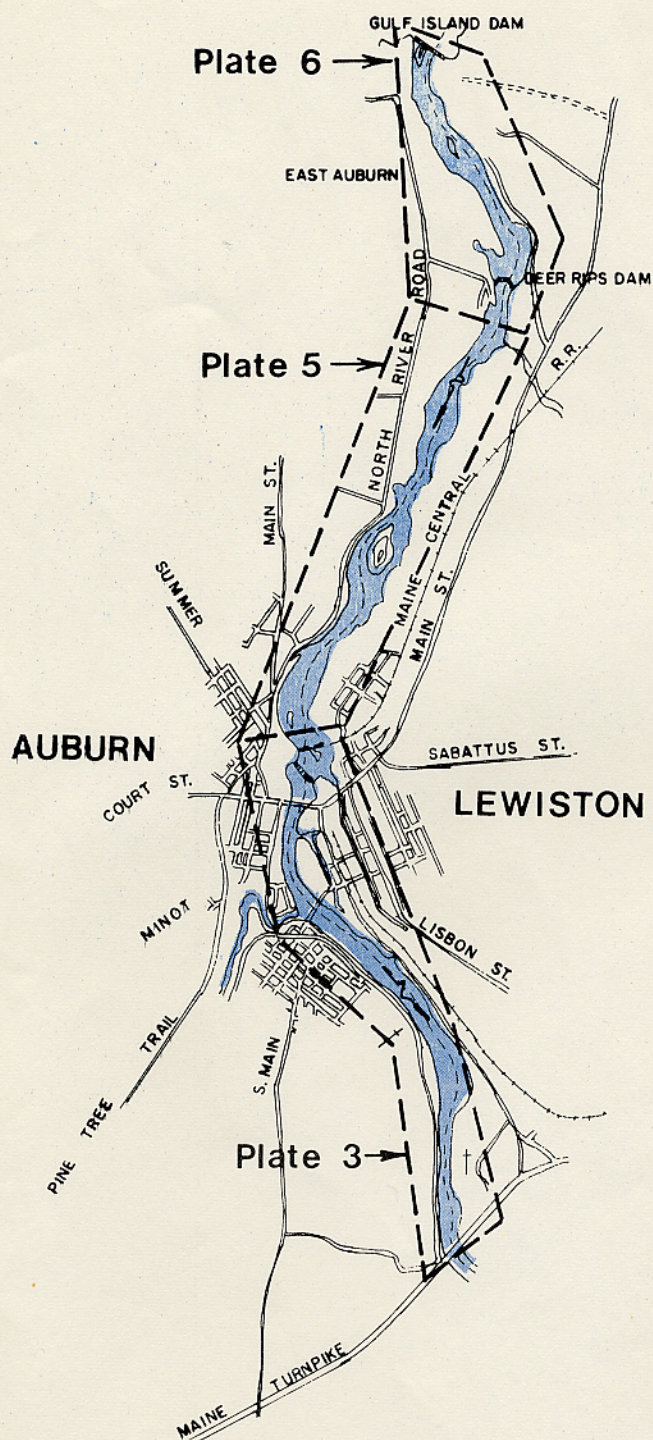 GULF ISLAND DAM
Plate 6
EAST AUBURN
DEER RIPS DAM
NORTH RIVER ROAD
Plate 5
R.R.
MAIN ST.
MAINE CENTRAL
SUMMER
MAIN ST.
AUBURN
SABATTUS ST.
COURT ST.
LEWISTON
MINOT
LISBON ST.
PINE TREE TRAIL
S. MAIN
Plate 3
MAINE TURNPIKE